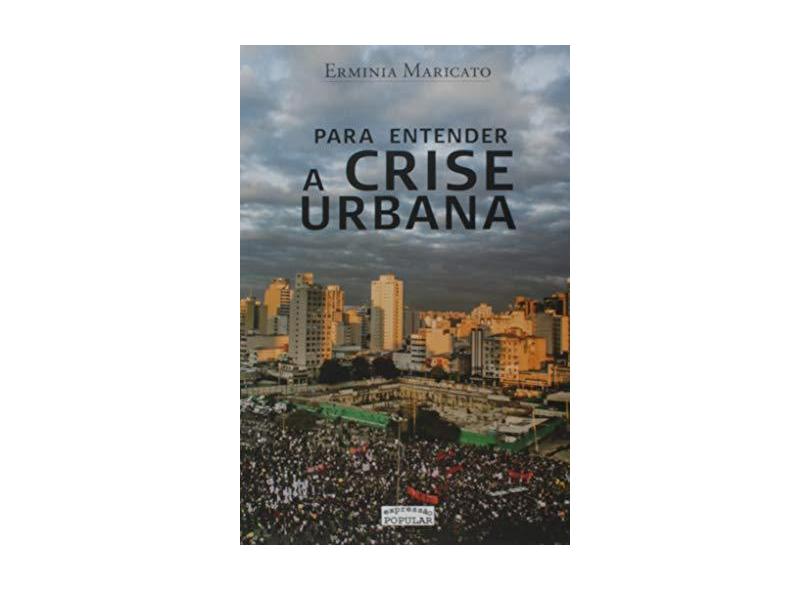 ERMINIA MARICATO
PARA ENTENDER
A CRISE
URBANA
expressão
POPULAR